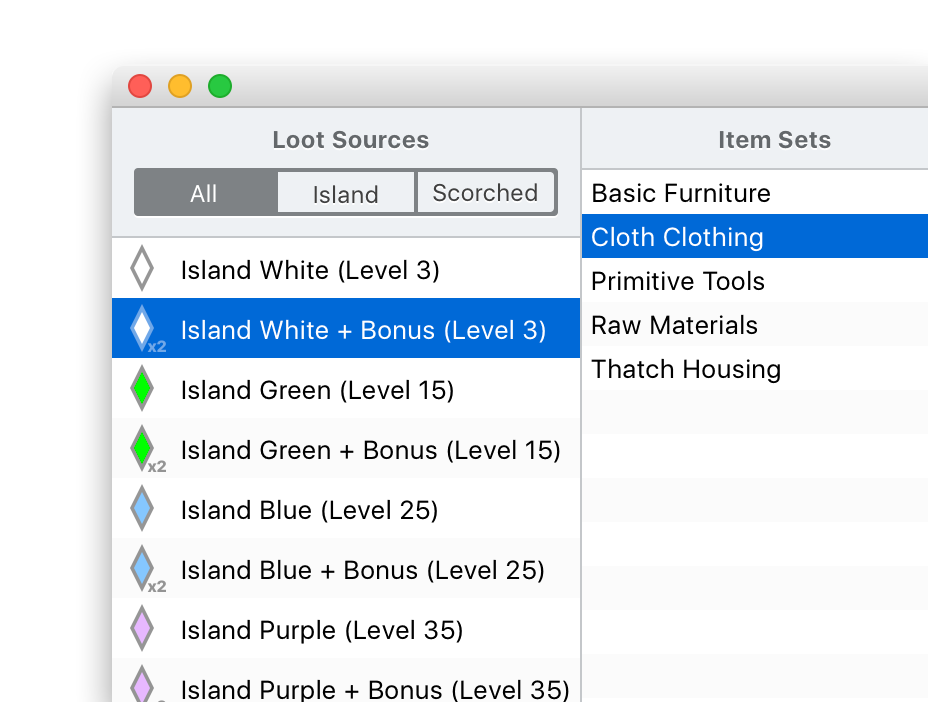 Loot Sources
All
Island
Scorched
Island White (Level 3)
Island White + Bonus (Level 3)
x2
Island Green (Level 15)
Island Green + Bonus (Level 15)
x2
Island Blue (Level 25)
Island Blue + Bonus (Level 25)
x2
Island Purple (Level 35)
Island Purple + Bonus (Level 35)
Item Sets
Basic Furniture
Cloth Clothing
Primitive Tools
Raw Materials
Thatch Housing